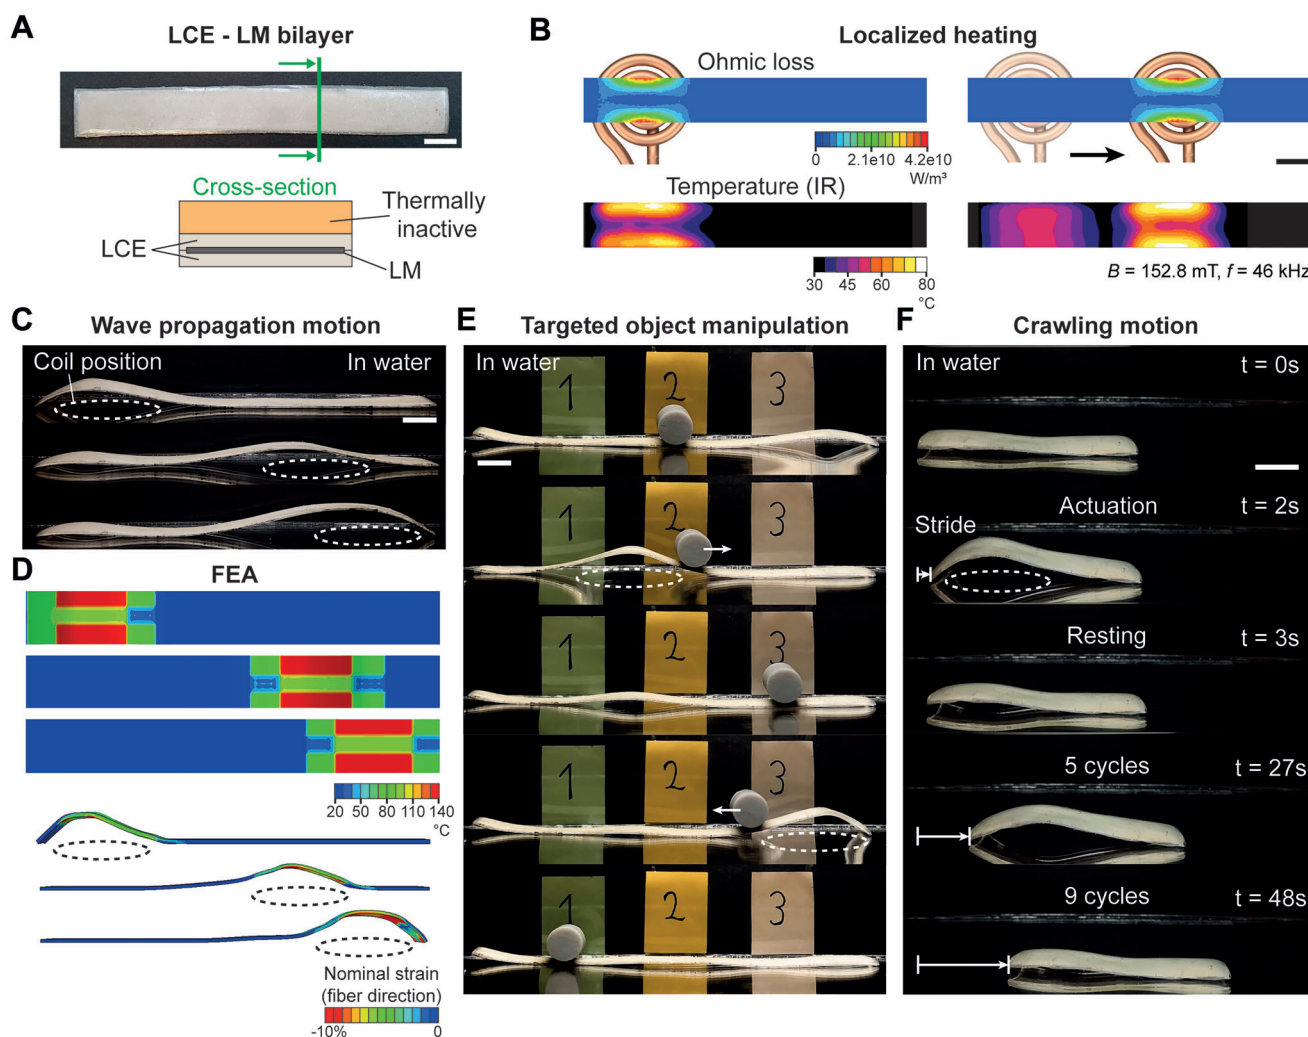 A
LCE - LM bilayer
Cross-section
Thermally
inactive
LCE
LM
B
Localized heating
Ohmic loss
0 2.1e10 4.2e10
W/m³
Temperature (IR)
30 45 60 80
°C
B = 152.8 mT, f = 46 kHz
C
Wave propagation motion
Coil position
In water
D
FEA
20 50 80 110 140
°C
Nominal strain
(fiber direction)
-10% 0
E
Targeted object manipulation
In water
1 2 3
1 2 3
1 2 3
1 2 3
1 2 3
F
Crawling motion
In water
t = 0s
Actuation
t = 2s
Stride
Resting
t = 3s
5 cycles
t = 27s
9 cycles
t = 48s